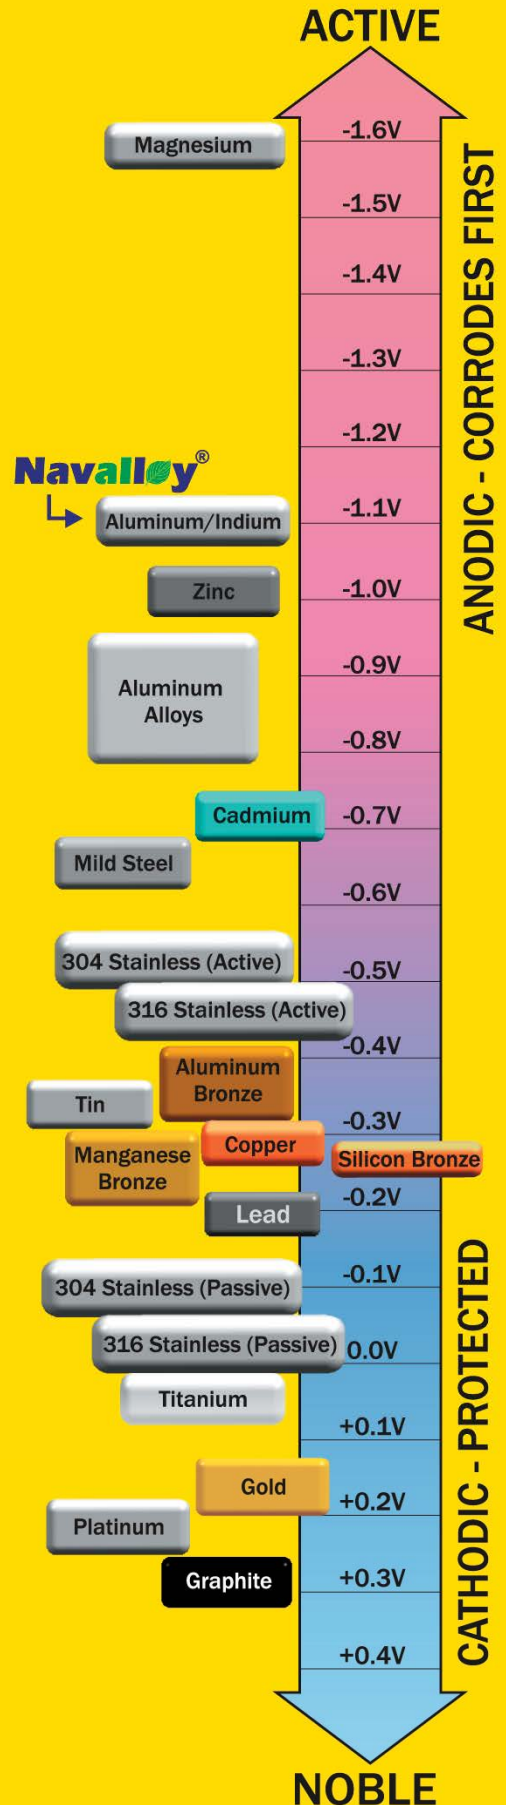 ACTIVE
-1.6V
Magnesium
-1.5V
-1.4V
-1.3V
-1.2V
ANODIC - CORRODES FIRST
Navalloy®
-1.1V
Aluminum/Indium
Zinc
-1.0V
-0.9V
Aluminum
Alloys
-0.8V
Cadmium
-0.7V
Mild Steel
-0.6V
304 Stainless (Active)
-0.5V
316 Stainless (Active)
-0.4V
Aluminum
Bronze
Tin
-0.3V
Copper
Manganese
Bronze
Silicon Bronze
-0.2V
Lead
-0.1V
304 Stainless (Passive)
316 Stainless (Passive)
0.0V
Titanium
+0.1V
CATHODIC - PROTECTED
Gold
+0.2V
Platinum
Graphite
+0.3V
+0.4V
NOBLE